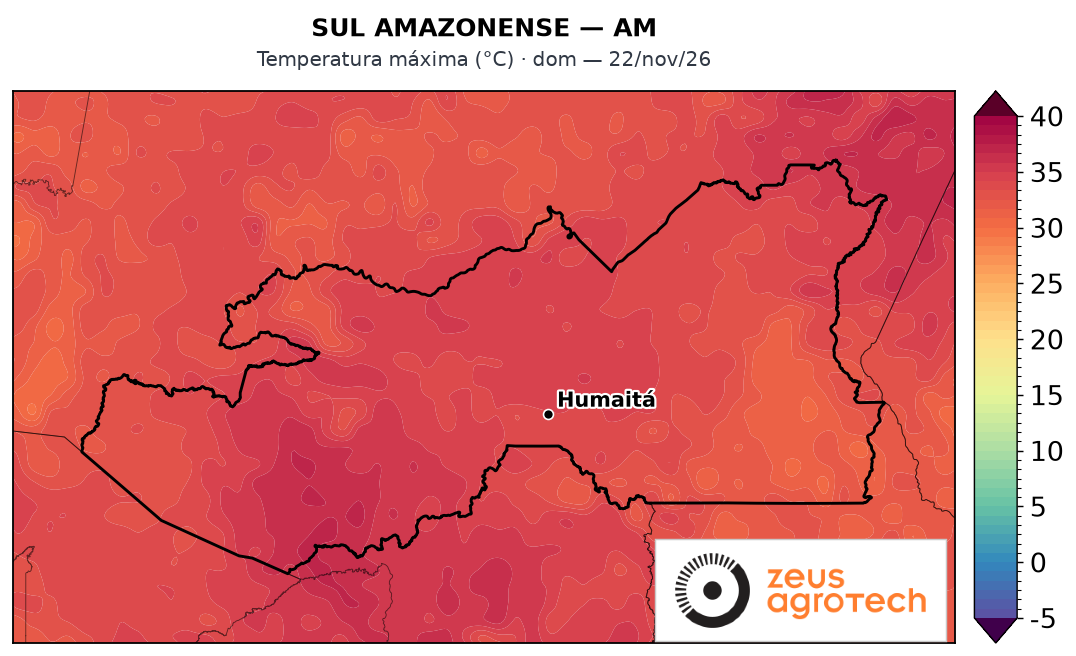 SUL AMAZONENSE — AM
Temperatura máxima (°C) · dom — 22/nov/26
Humaitá
40
35
30
25
20
15
10
5
0
-5
zeus
agrotech